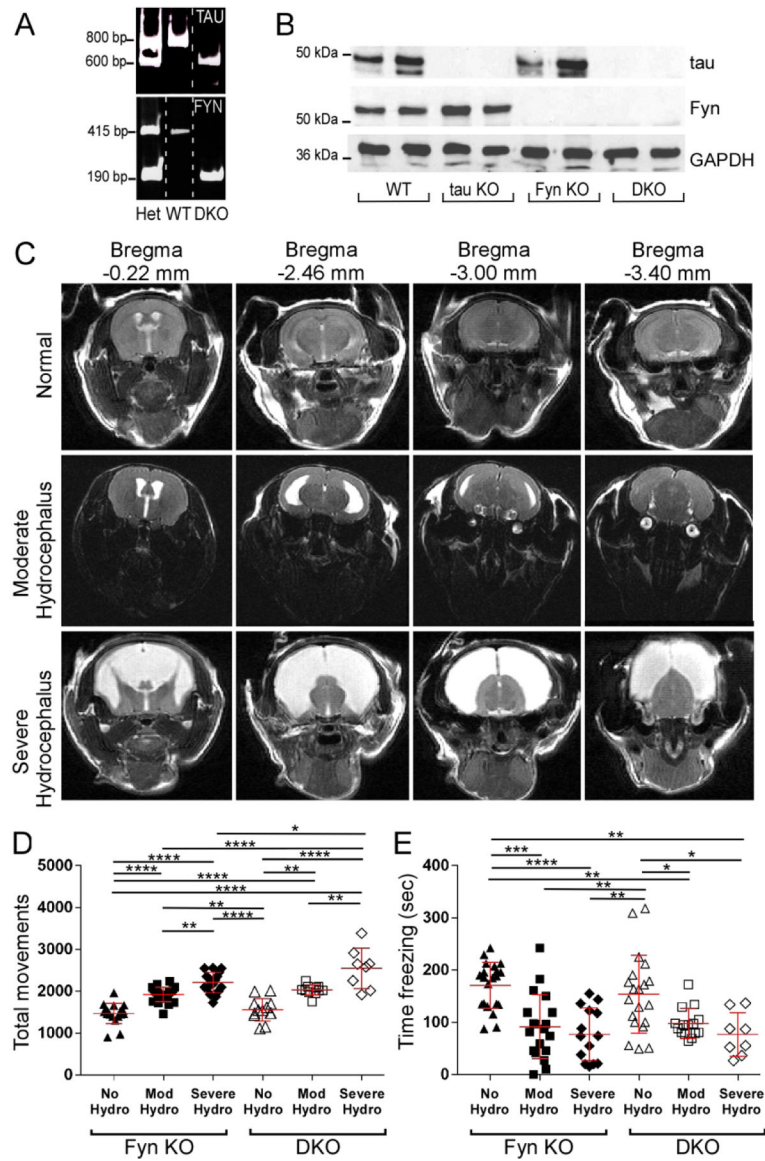 A
TAU
800 bp
600 bp
FYN
415 bp
190 bp
Het WT DKO
B
50 kDa
tau
Fyn
50 kDa
36 kDa
GAPDH
WT tau KO Fyn KO DKO
C
Bregma -0.22 mm
Bregma -2.46 mm
Bregma -3.00 mm
Bregma -3.40 mm
Normal
Moderate Hydrocephalus
Severe Hydrocephalus
D
*
****
**** ****
**** ****  **
****
** **
** ****
Total movements
5000
4000
3000
2000
1000
0
No Hydro
Mod Hydro
Severe Hydro
No Hydro
Mod Hydro
Severe Hydro
Fyn KO
DKO
E
**
*** *
**** *
**
**
**
Time freezing (sec)
400
300
200
100
0
No Hydro
Mod Hydro
Severe Hydro
No Hydro
Mod Hydro
Severe Hydro
Fyn KO
DKO